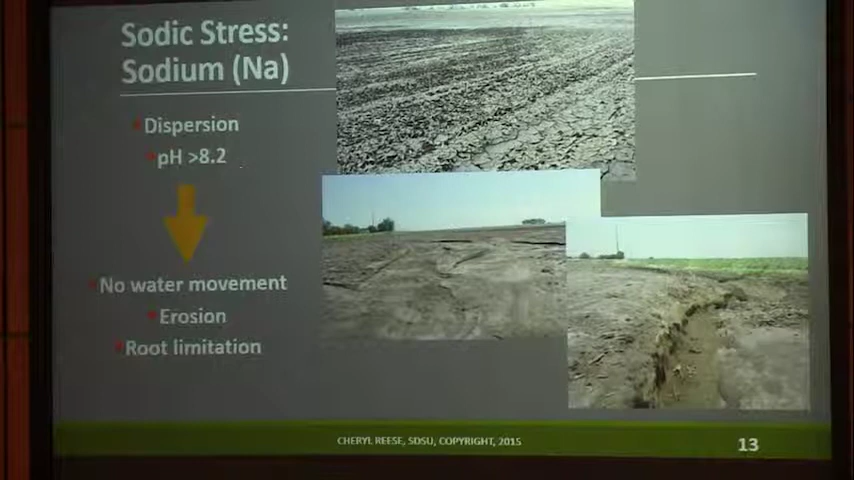 Sodic Stress:
Sodium (Na)
Dispersion
pH >8.2
No water movement
Erosion
Root limitation
CHERYL REESE, SDSU, COPYRIGHT, 2015
13